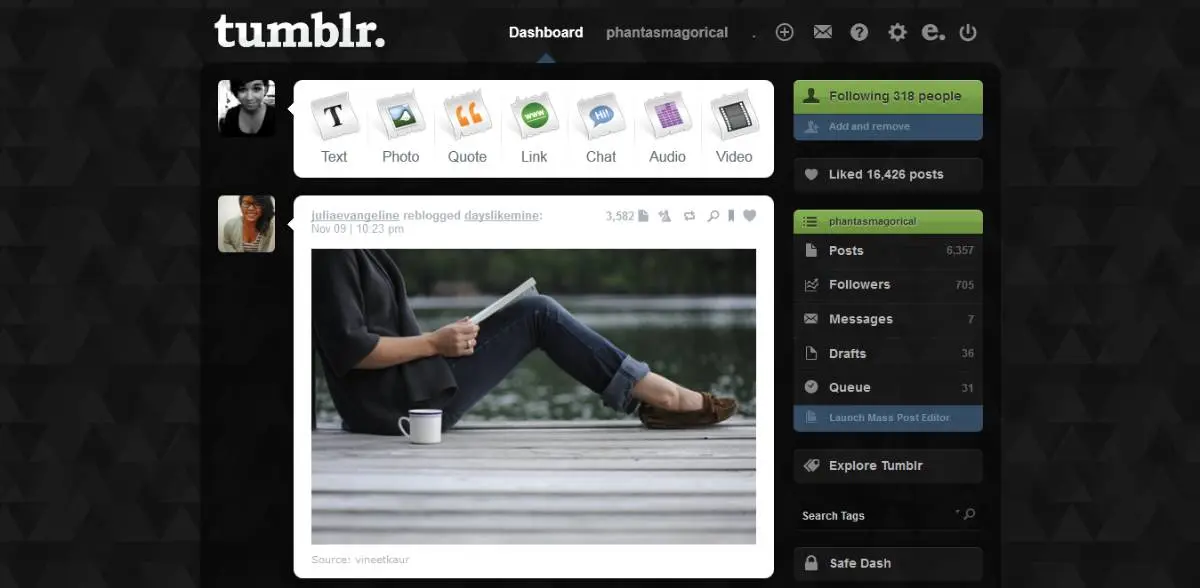 tumblr.
Dashboard phantasmagorical .
Following 318 people
Add and remove
T Text
Photo
Quote
www Link
Hi! Chat
Audio
Video
Liked 16,426 posts
juliaevangeline reblogged dayslikemine: 3,582
Nov 09 | 10:23 pm
phantasmagorical
Posts 6,357
Followers 705
Messages 7
Drafts 36
Queue 31
Launch Mass Post Editor
Explore Tumblr
Search Tags
Safe Dash
Source: vineetkaur